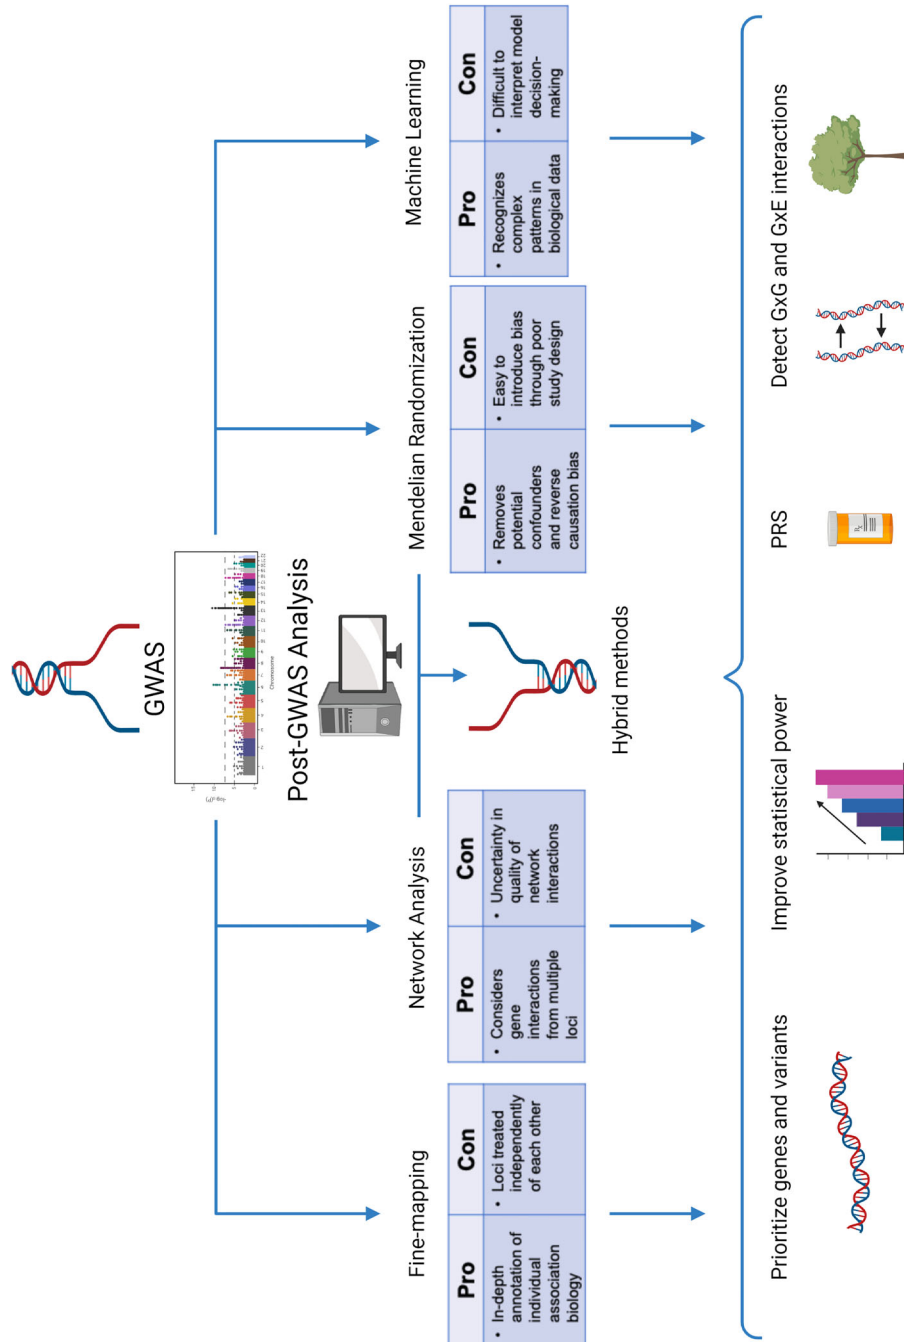 GWAS
-log₁₀(P)
Chromosome
Post-GWAS Analysis
Fine-mapping
Pro
Con
• In-depth
annotation of
individual
association
biology
• Loci treated
independently
of each other
Network Analysis
Pro
Con
• Considers
gene
interactions
from multiple
loci
• Uncertainty in
quality of
network
interactions
Mendelian Randomization
Pro
Con
• Removes
potential
confounders
and reverse
causation bias
• Easy to
introduce bias
through poor
study design
Machine Learning
Pro
Con
• Recognizes
complex
patterns in
biological data
• Difficult to
interpret model
decision-
making
Hybrid methods
Prioritize genes and variants
Improve statistical power
PRS
Detect GxG and GxE interactions